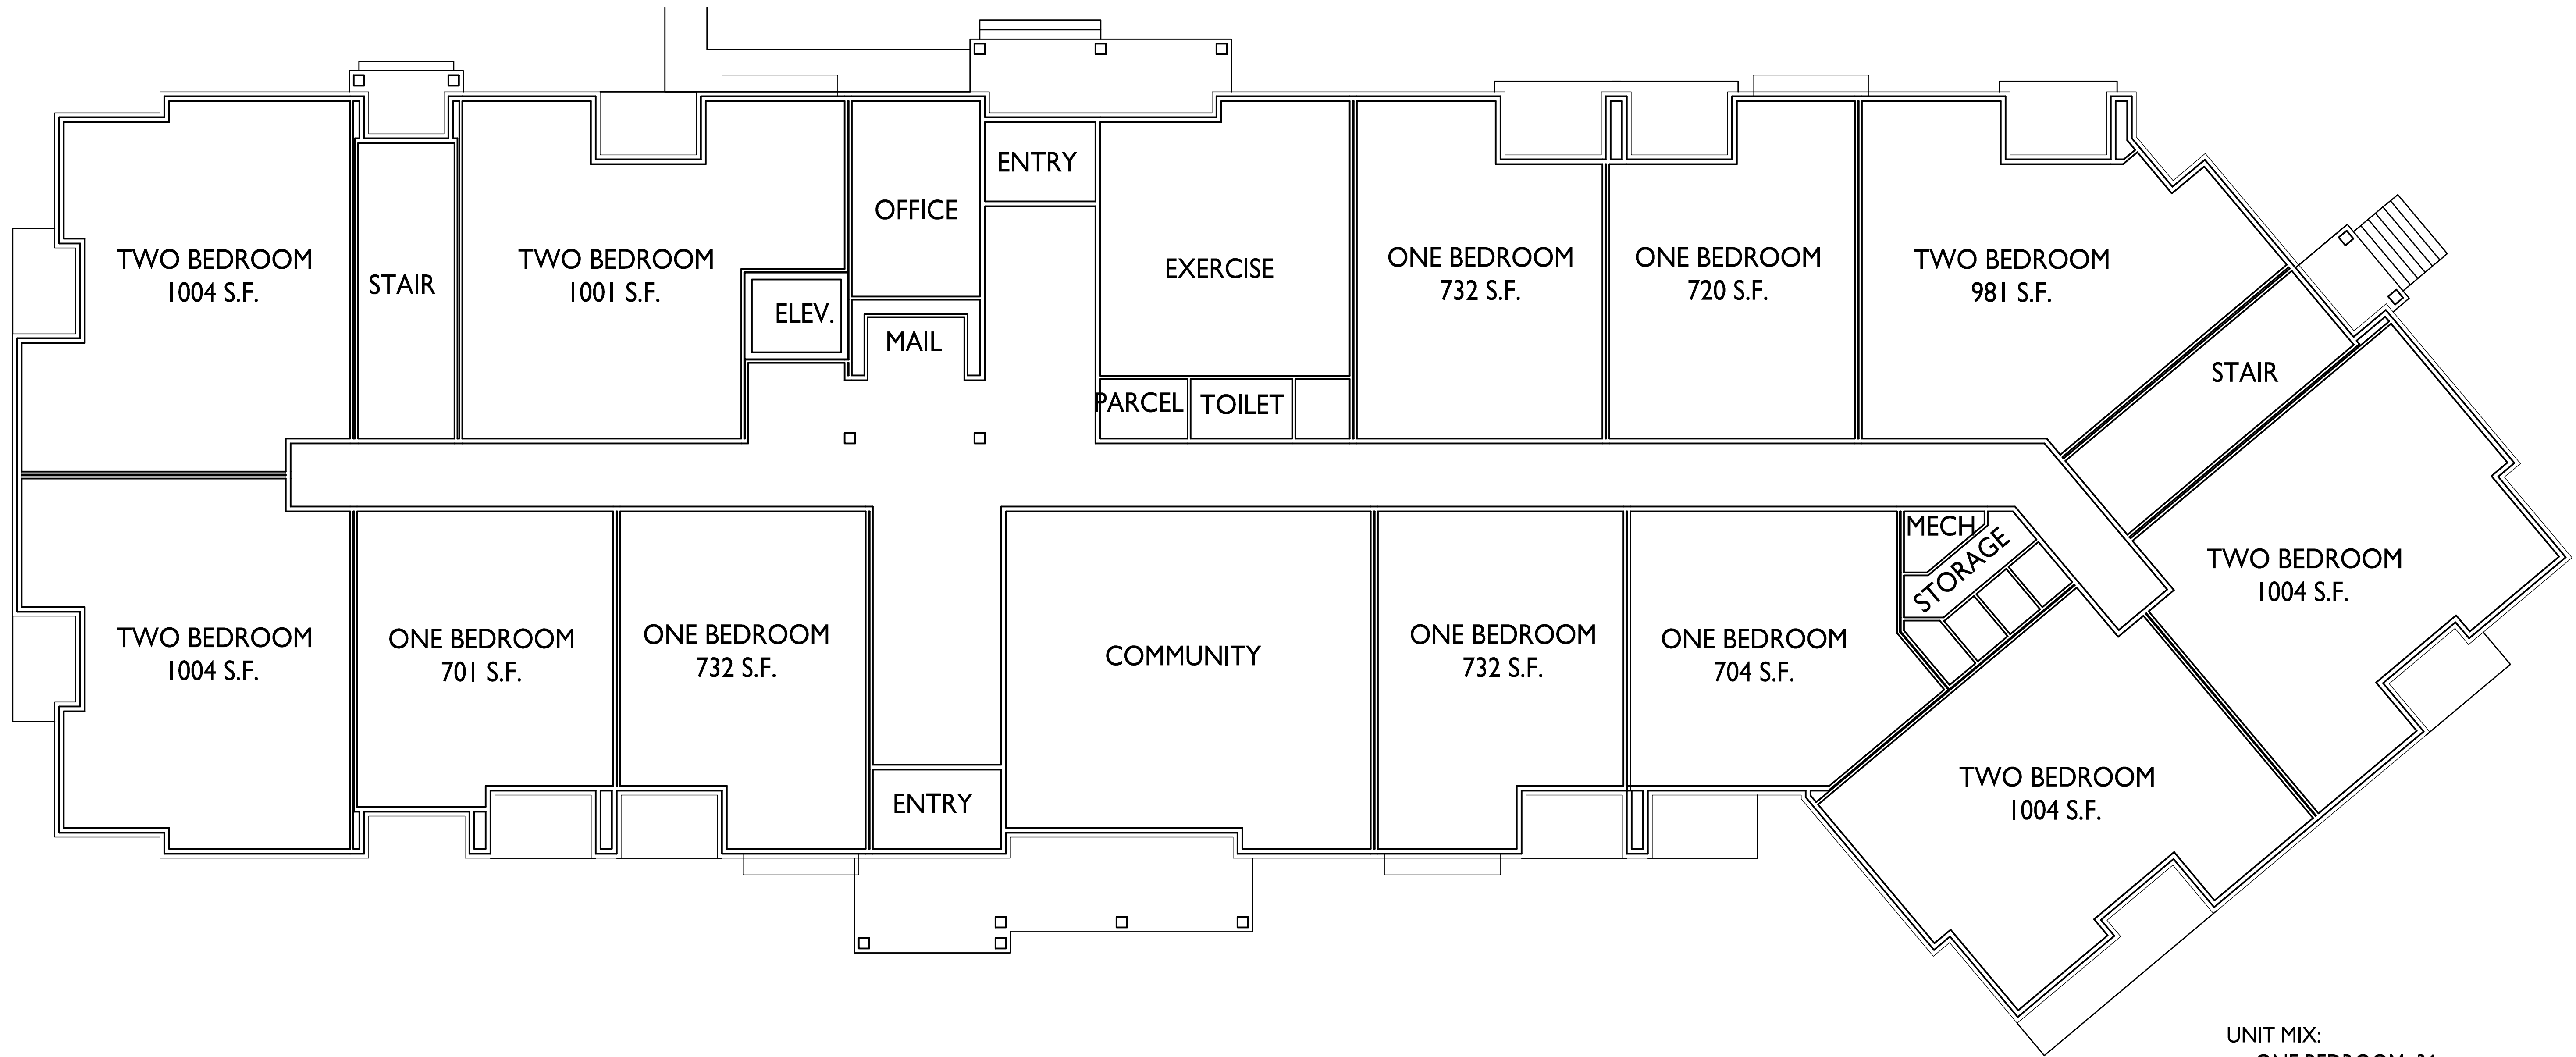 ENTRY
OFFICE
TWO BEDROOM
1004 S.F.
STAIR
TWO BEDROOM
1001 S.F.
ELEV.
MAIL
EXERCISE
PARCEL
TOILET
ONE BEDROOM
732 S.F.
ONE BEDROOM
720 S.F.
TWO BEDROOM
981 S.F.
STAIR
TWO BEDROOM
1004 S.F.
MECH
STORAGE
TWO BEDROOM
1004 S.F.
ONE BEDROOM
701 S.F.
ONE BEDROOM
732 S.F.
COMMUNITY
ONE BEDROOM
732 S.F.
ONE BEDROOM
704 S.F.
ENTRY
TWO BEDROOM
1004 S.F.
UNIT MIX:
ONE BEDROOM